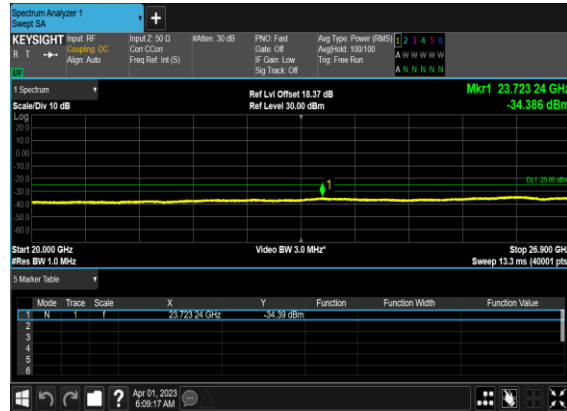 Spectrum Analyzer 1
Swept SA
+
KEYSIGHT Input: RF Input Z: 50 Ω #Atten: 30 dB PNO: Fast Avg Type: Power (RMS) 1 2 3 4 5 6
R T Coupling: DC Corr CCorr Gate: Off Avg|Hold: 100/100 A W W W W W
Align: Auto Freq Ref: Int (S) IF Gain: Low Trig: Free Run
Sig Track: Off A N N N N N
1 Spectrum Ref Lvl Offset 18.37 dB Mkr1 23.723 24 GHz
Scale/Div 10 dB Ref Level 30.00 dBm -34.386 dBm
Log
20.0
10.0
0.00
-10.0
-20.0
1
DL1 -25.00 dBm
-30.0
-40.0
-50.0
-60.0
Start 20.000 GHz Video BW 3.0 MHz* Stop 26.900 GHz
#Res BW 1.0 MHz Sweep 13.3 ms (40001 pts)
5 Marker Table
Mode Trace Scale X Y Function Function Width Function Value
1 N 1 f 23.723 24 GHz -34.39 dBm
2
3
4
5
6
? Apr 01, 2023
6:09:17 AM